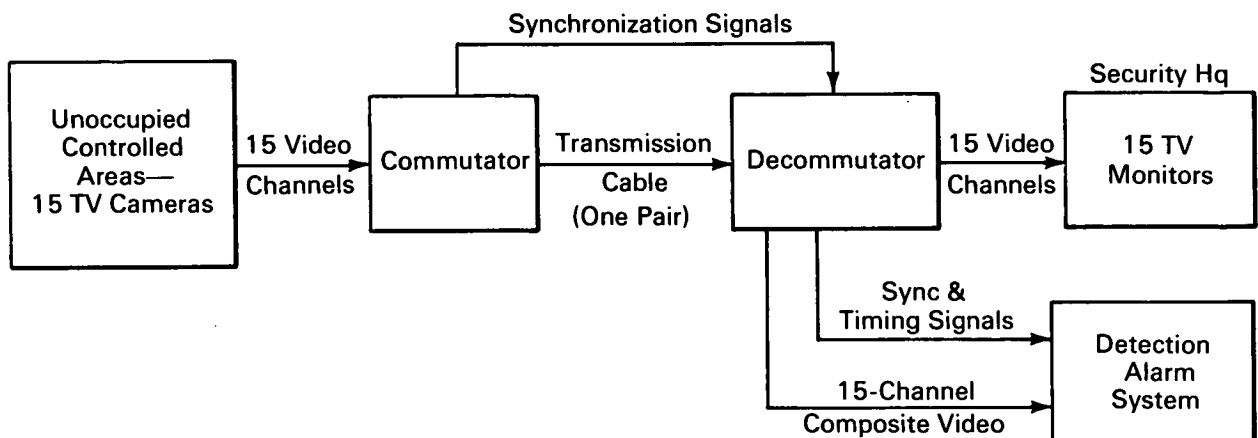 Synchronization Signals
Unoccupied
Controlled
Areas—
15 TV Cameras
15 Video
Channels
Commutator
Transmission
Cable
(One Pair)
Decommutator
15 Video
Channels
Security Hq
15 TV
Monitors
Sync &
Timing Signals
15-Channel
Composite Video
Detection
Alarm
System